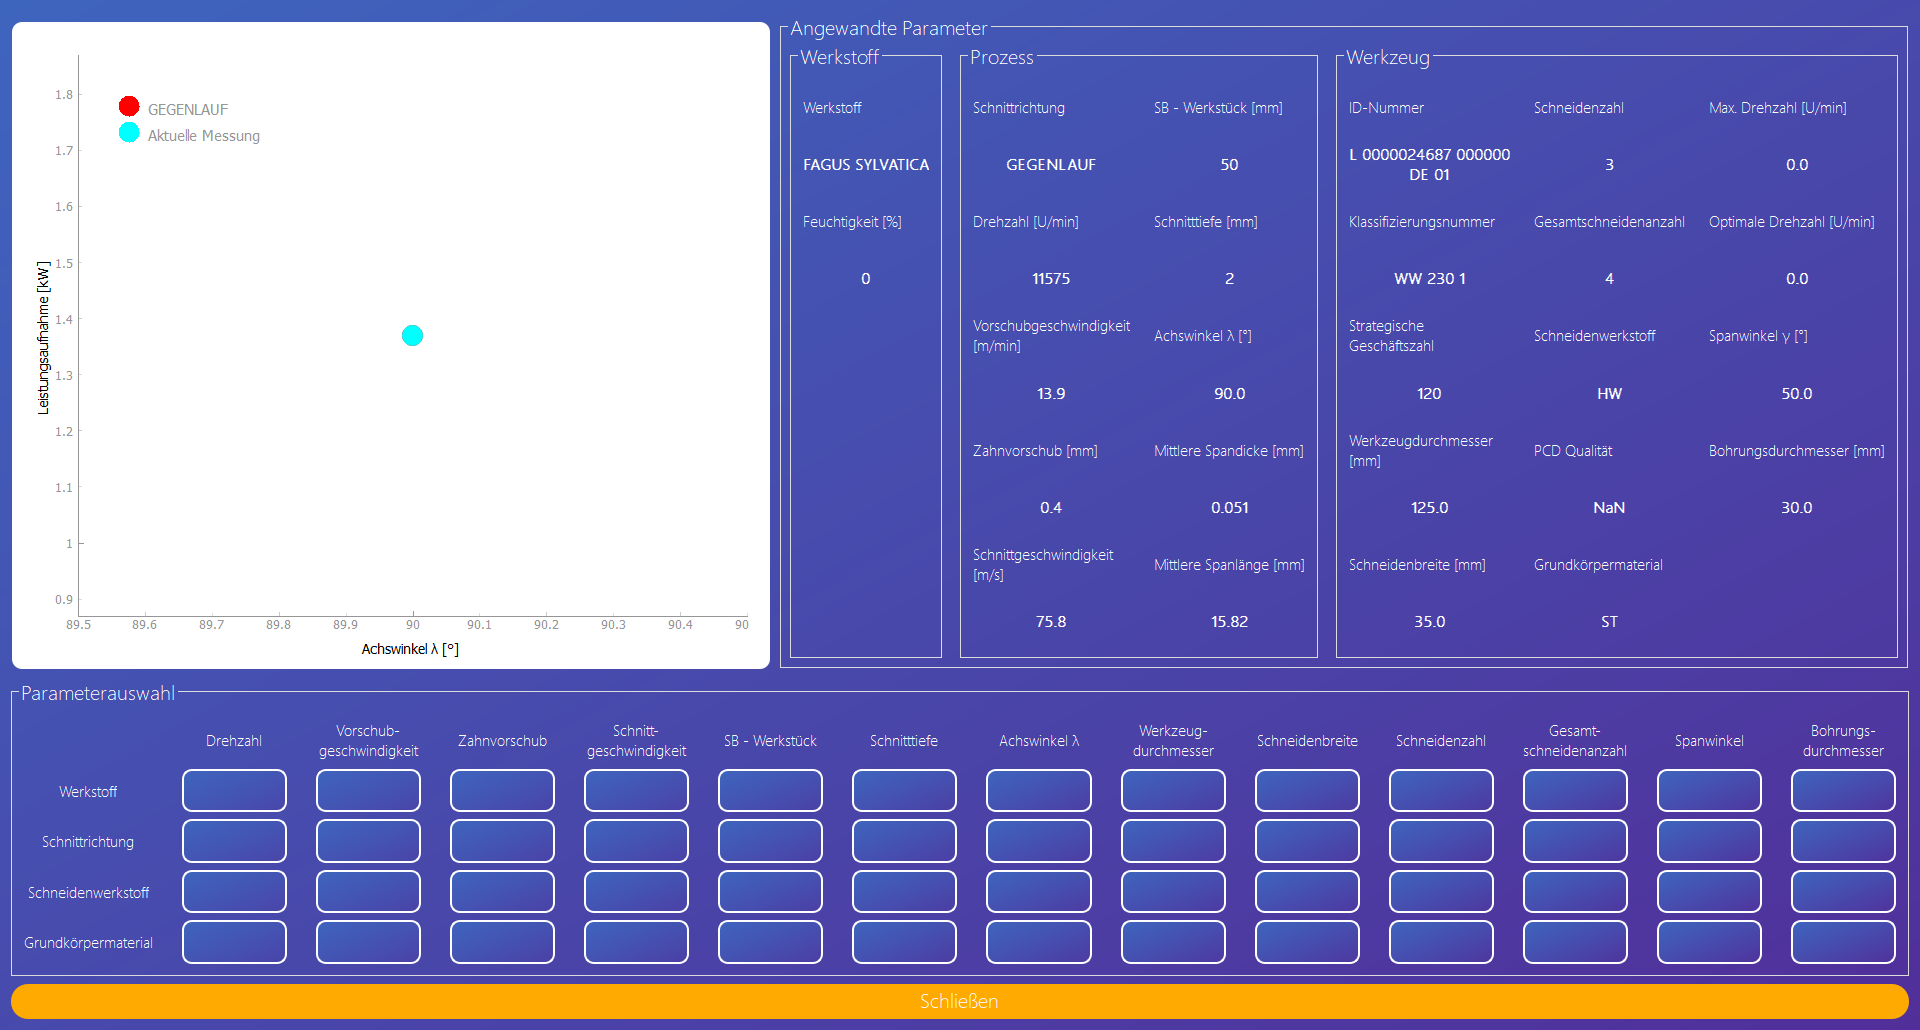 1.8
1.7
1.6
1.5
1.4
1.3
1.2
1.1
1
0.9
Leistungsaufnahme [kW]
GEGENLAUF
Aktuelle Messung
89.5 89.6 89.7 89.8 89.9 90 90.1 90.2 90.3 90.4 90
Achswinkel λ [°]
Angewandte Parameter
Werkstoff
Werkstoff
FAGUS SYLVATICA
Feuchtigkeit [%]
0
Prozess
Schnittrichtung SB - Werkstück [mm]
GEGENLAUF 50
Drehzahl [U/min] Schnitttiefe [mm]
11575 2
Vorschubgeschwindigkeit
[m/min]
Achswinkel λ [°]
13.9 90.0
Zahnvorschub [mm] Mittlere Spandicke [mm]
0.4 0.051
Schnittgeschwindigkeit
[m/s]
Mittlere Spanlänge [mm]
75.8 15.82
Werkzeug
ID-Nummer Schneidenzahl Max. Drehzahl [U/min]
L 0000024687 000000
DE 01
3 0.0
Klassifizierungsnummer Gesamtschneidenanzahl Optimale Drehzahl [U/min]
WW 230 1 4 0.0
Strategische
Geschäftszahl
Schneidenwerkstoff Spanwinkel γ [°]
120 HW 50.0
Werkzeugdurchmesser
[mm]
PCD Qualität Bohrungsdurchmesser [mm]
125.0 NaN 30.0
Schneidenbreite [mm] Grundkörpermaterial
35.0 ST
Parameterauswahl
Drehzahl
Vorschub-
geschwindigkeit
Zahnvorschub
Schnitt-
geschwindigkeit
SB - Werkstück
Schnitttiefe
Achswinkel λ
Werkzeug-
durchmesser
Schneidenbreite
Schneidenzahl
Gesamt-
schneidenanzahl
Spanwinkel
Bohrungs-
durchmesser
Werkstoff
Schnittrichtung
Schneidenwerkstoff
Grundkörpermaterial
Schließen